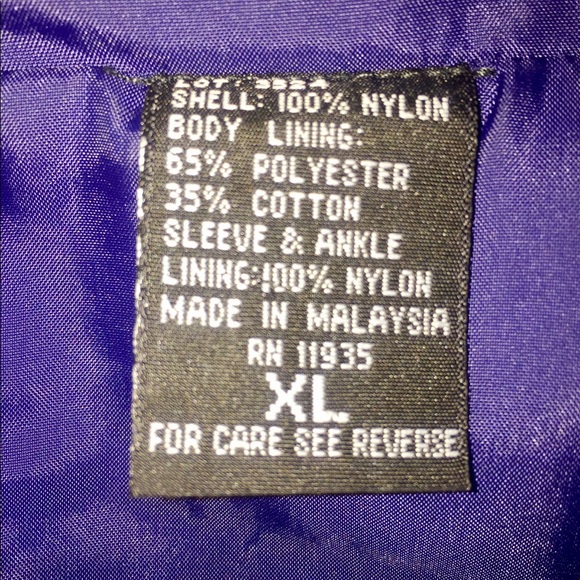 SHELL: 100% NYLON
BODY LINING:
65% POLYESTER
35% COTTON
SLEEVE & ANKLE
LINING:100% NYLON
MADE IN MALAYSIA
RN 11935
XL
FOR CARE SEE REVERSE